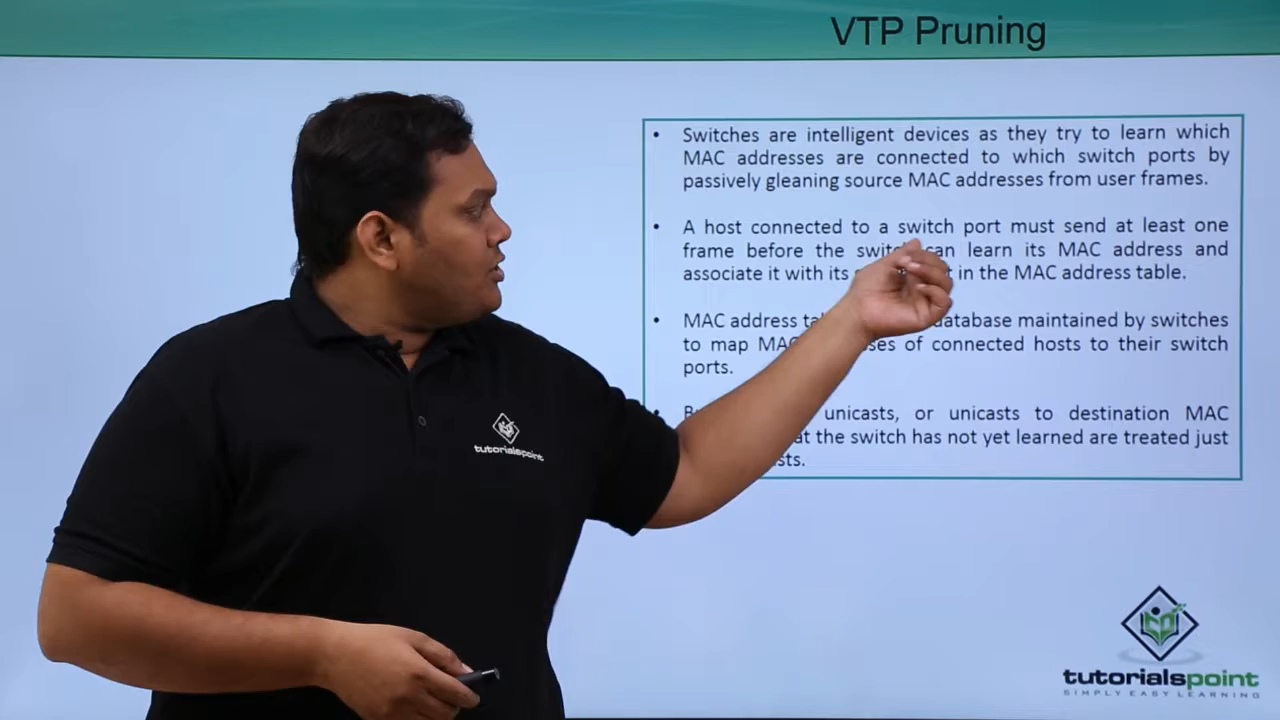 VTP Pruning
• Switches are intelligent devices as they try to learn which
MAC addresses are connected to which switch ports by
passively gleaning source MAC addresses from user frames.
• A host connected to a switch port must send at least one
frame before the switch can learn its MAC address and
associate it with its in the MAC address table.
• MAC address database maintained by switches
to map of connected hosts to their switch
ports.
• unicasts, or unicasts to destination MAC
the switch has not yet learned are treated just
tutorialspoint
tutorialspoint
SIMPLY EASY LEARNING